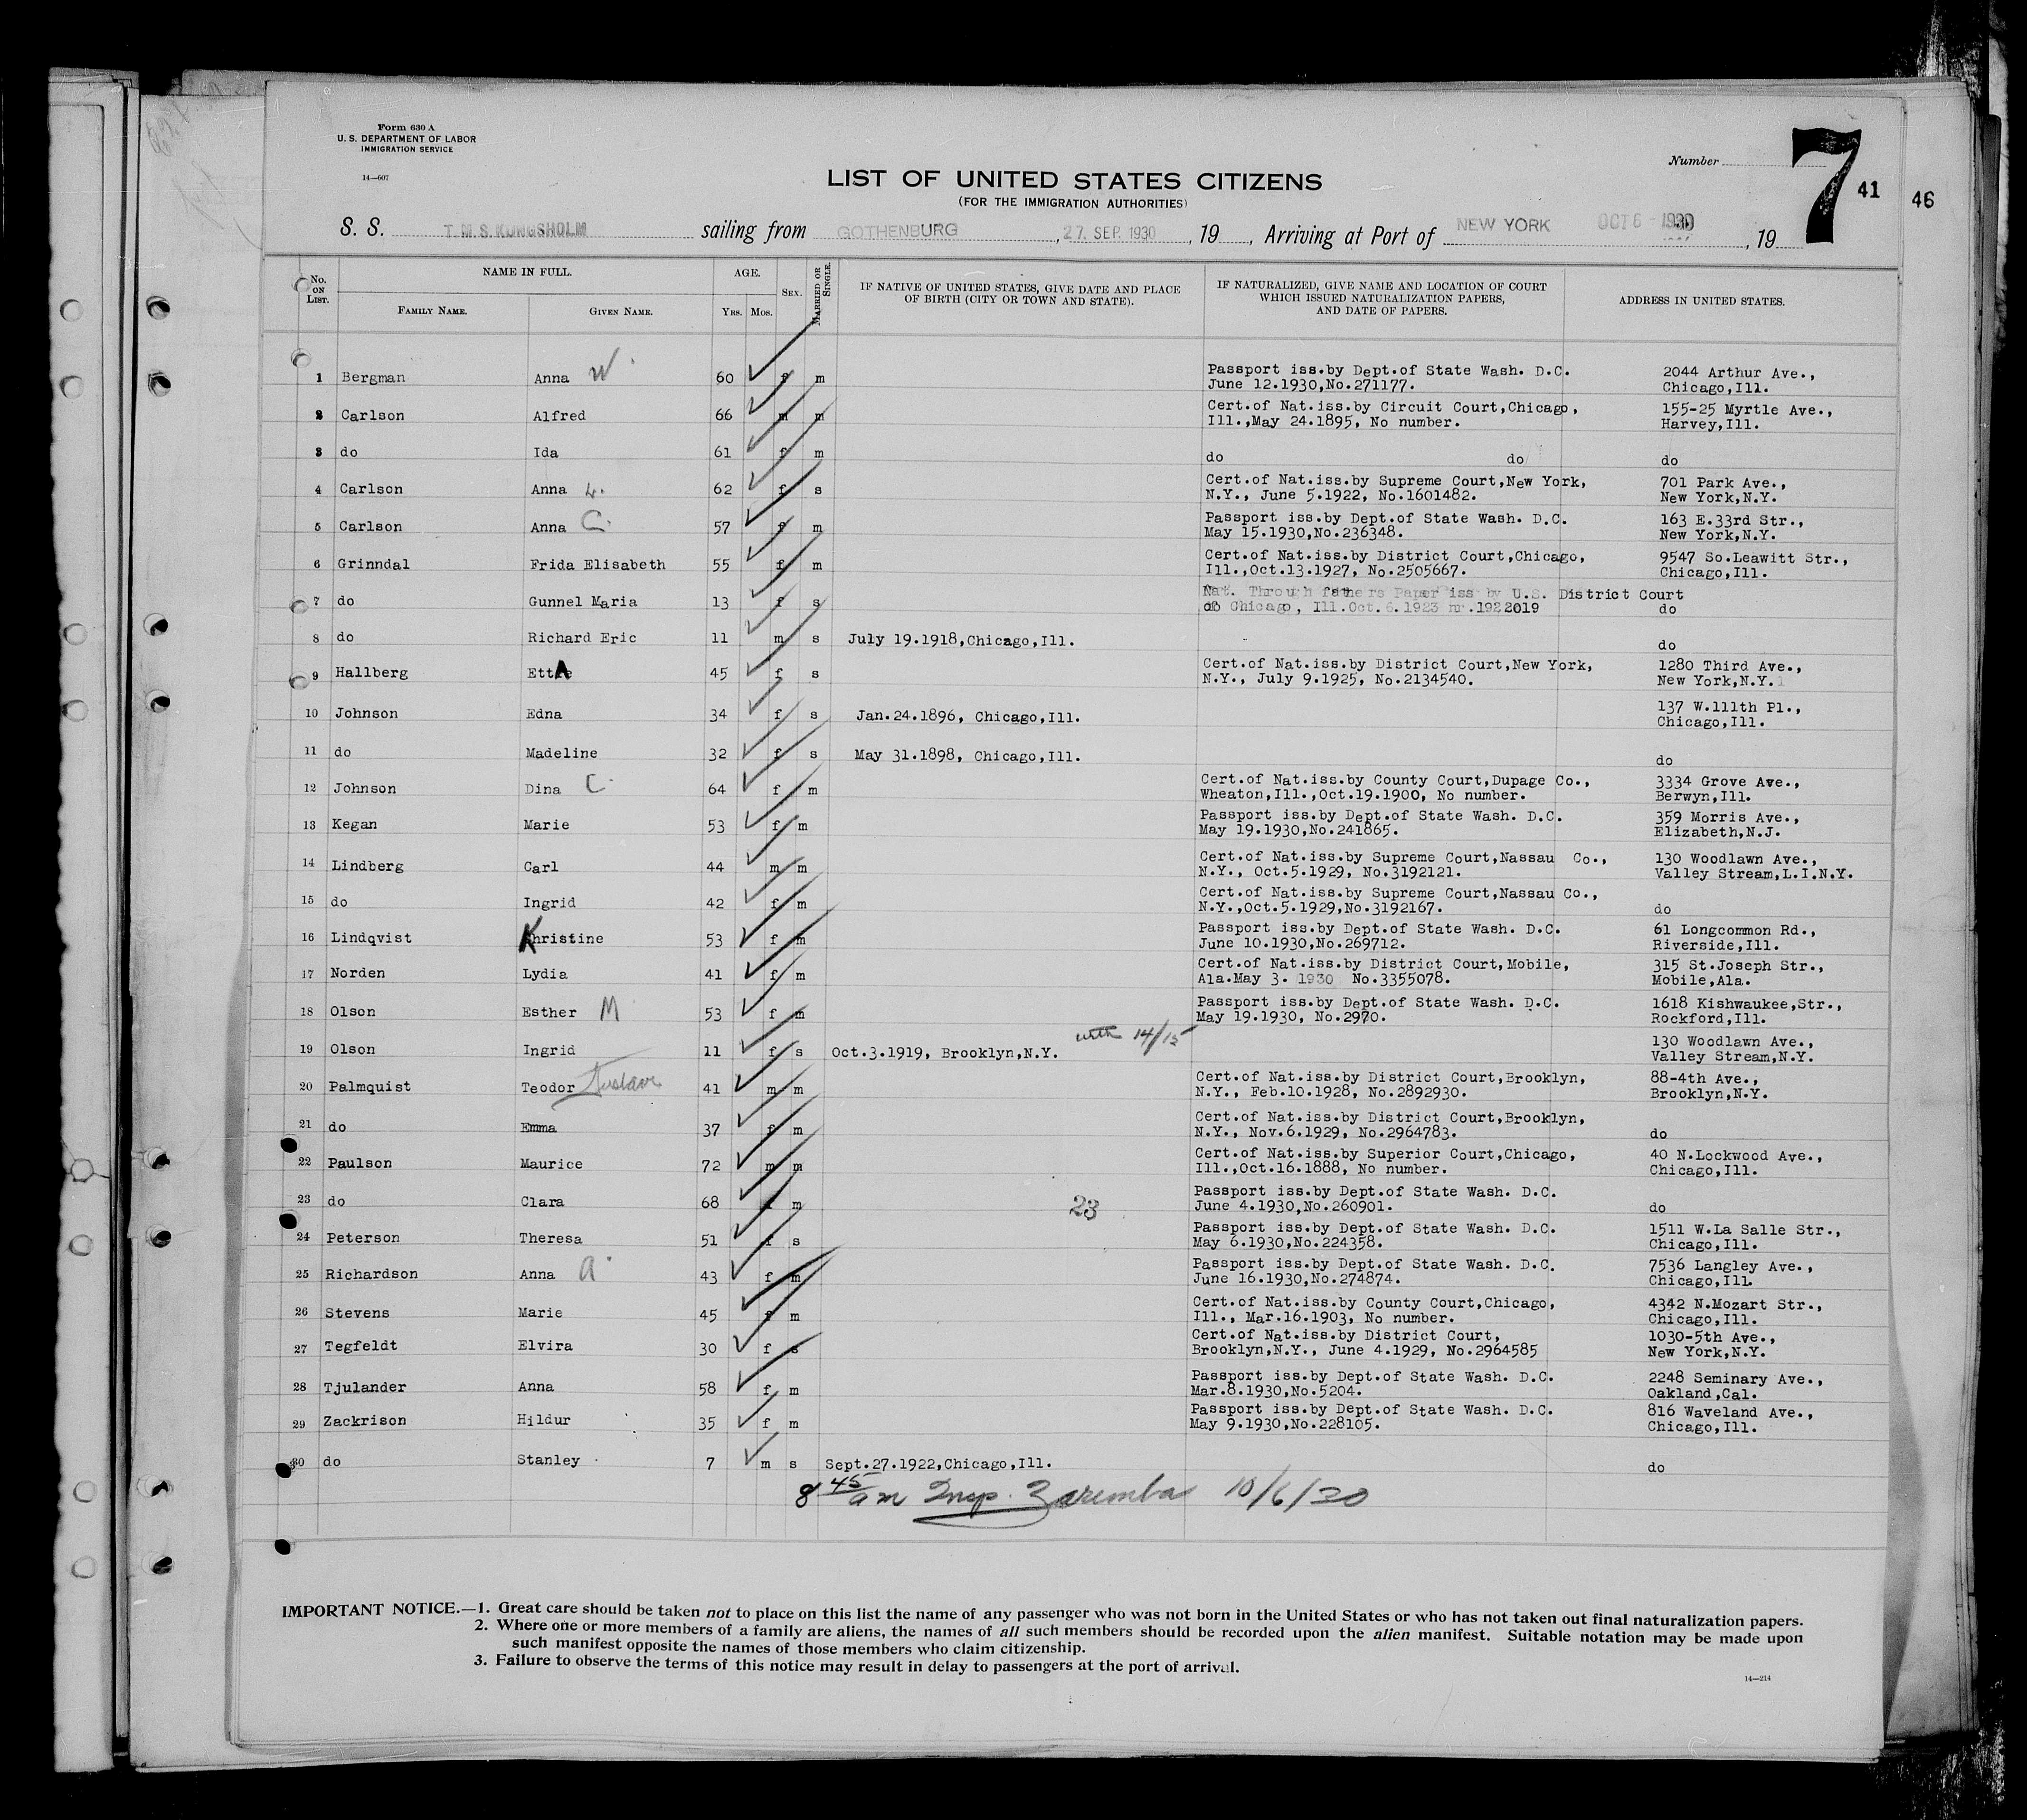 Form 630 A
U. S. DEPARTMENT OF LABOR
IMMIGRATION SERVICE
14—607
Number
7
41
46
LIST OF UNITED STATES CITIZENS
(FOR THE IMMIGRATION AUTHORITIES)
S. S. T.M.S. KUNGSHOLM sailing from GOTHENBURG, 27. SEP. 1930, 19 , Arriving at Port of NEW YORK OCT 6 - 1930, 19
No. ON LIST. NAME IN FULL. AGE. SEX. MARRIED OR SINGLE. IF NATIVE OF UNITED STATES, GIVE DATE AND PLACE OF BIRTH (CITY OR TOWN AND STATE). IF NATURALIZED, GIVE NAME AND LOCATION OF COURT WHICH ISSUED NATURALIZATION PAPERS, AND DATE OF PAPERS. ADDRESS IN UNITED STATES.
FAMILY NAME. GIVEN NAME. YRS. MOS.
1 Bergman Anna W. 60 f m Passport iss.by Dept.of State Wash. D.C. 2044 Arthur Ave.,
June 12.1930,No.271177. Chicago,Ill.
2 Carlson Alfred 66 m m Cert.of Nat.iss.by Circuit Court,Chicago, 155-25 Myrtle Ave.,
Ill.,May 24.1895, No number. Harvey,Ill.
3 do Ida 61 f m do do do
4 Carlson Anna L. 62 f s Cert.of Nat.iss.by Supreme Court,New York, 701 Park Ave.,
N.Y., June 5.1922, No.1601482. New York,N.Y.
5 Carlson Anna C. 57 f m Passport iss.by Dept.of State Wash. D.C. 163 E.33rd Str.,
May 15.1930,No.236348. New York,N.Y.
6 Grinndal Frida Elisabeth 55 f m Cert.of Nat.iss.by District Court,Chicago, 9547 So.Leawitt Str.,
Ill.,Oct.13.1927, No.2505667. Chicago,Ill.
7 do Gunnel Maria 13 f s Nat. Through fathers Paper iss by U.S. District Court
do Chicago, Ill.Oct.6.1923 nr.1922019 do
8 do Richard Eric 11 m s July 19.1918,Chicago,Ill. do
9 Hallberg EttA 45 f s Cert.of Nat.iss.by District Court,New York, 1280 Third Ave.,
N.Y., July 9.1925, No.2134540. New York,N.Y.
10 Johnson Edna 34 f s Jan.24.1896, Chicago,Ill. 137 W.111th Pl.,
Chicago,Ill.
11 do Madeline 32 f s May 31.1898, Chicago,Ill. do
12 Johnson Dina C. 64 f m Cert.of Nat.iss.by County Court,Dupage Co., 3334 Grove Ave.,
Wheaton,Ill.,Oct.19.1900, No number. Berwyn,Ill.
13 Kegan Marie 53 f m Passport iss.by Dept.of State Wash. D.C. 359 Morris Ave.,
May 19.1930,No.241865. Elizabeth,N.J.
14 Lindberg Carl 44 m m Cert.of Nat.iss.by Supreme Court,Nassau Co., 130 Woodlawn Ave.,
N.Y., Oct.5.1929, No.3192121. Valley Stream,L.I.N.Y.
15 do Ingrid 42 f m Cert.of Nat.iss.by Supreme Court,Nassau Co.,
N.Y.,Oct.5.1929,No.3192167. do
16 Lindqvist Khristine 53 f m Passport iss.by Dept.of State Wash. D.C. 61 Longcommon Rd.,
June 10.1930,No.269712. Riverside,Ill.
17 Norden Lydia 41 f m Cert.of Nat.iss.by District Court,Mobile, 315 St.Joseph Str.,
Ala.May 3. 1930 No.3355078. Mobile,Ala.
18 Olson Esther M 53 f m Passport iss.by Dept.of State Wash. D.C. 1618 Kishwaukee,Str.,
May 19.1930, No.2970. Rockford,Ill.
19 Olson Ingrid 11 f s Oct.3.1919, Brooklyn,N.Y. with 14/15 130 Woodlawn Ave.,
Valley Stream,N.Y.
20 Palmquist Teodor Gustave 41 m m Cert.of Nat.iss.by District Court,Brooklyn, 88-4th Ave.,
N.Y., Feb.10.1928, No.2892930. Brooklyn,N.Y.
21 do Emma 37 f m Cert.of Nat.iss.by District Court,Brooklyn,
N.Y., Nov.6.1929, No.2964783. do
22 Paulson Maurice 72 m m Cert.of Nat.iss.by Superior Court,Chicago, 40 N.Lockwood Ave.,
Ill.,Oct.16.1888, No number. Chicago,Ill.
23 do Clara 68 f m 23 Passport iss.by Dept.of State Wash. D.C.
June 4.1930,No.260901. do
24 Peterson Theresa 51 f s Passport iss.by Dept.of State Wash. D.C. 1511 W.La Salle Str.,
May 6.1930,No.224358. Chicago,Ill.
25 Richardson Anna A. 43 f m Passport iss.by Dept.of State Wash. D.C. 7536 Langley Ave.,
June 16.1930,No.274874. Chicago,Ill.
26 Stevens Marie 45 f m Cert.of Nat.iss.by County Court,Chicago, 4342 N.Mozart Str.,
Ill., Mar.16.1903, No number. Chicago,Ill.
27 Tegfeldt Elvira 30 f s Cert.of Nat.iss.by District Court, 1030-5th Ave.,
Brooklyn,N.Y., June 4.1929, No.2964585 New York,N.Y.
28 Tjulander Anna 58 f m Passport iss.by Dept.of State Wash. D.C. 2248 Seminary Ave.,
Mar.8.1930,No.5204. Oakland,Cal.
29 Zackrison Hildur 35 f m Passport iss.by Dept.of State Wash. D.C. 816 Waveland Ave.,
May 9.1930,No.228105. Chicago,Ill.
30 do Stanley 7 m s Sept.27.1922,Chicago,Ill. do
8 45 am Insp. Zaremba 10/6/30
IMPORTANT NOTICE.—1. Great care should be taken not to place on this list the name of any passenger who was not born in the United States or who has not taken out final naturalization papers.
2. Where one or more members of a family are aliens, the names of all such members should be recorded upon the alien manifest. Suitable notation may be made upon
such manifest opposite the names of those members who claim citizenship.
3. Failure to observe the terms of this notice may result in delay to passengers at the port of arrival.
14—214